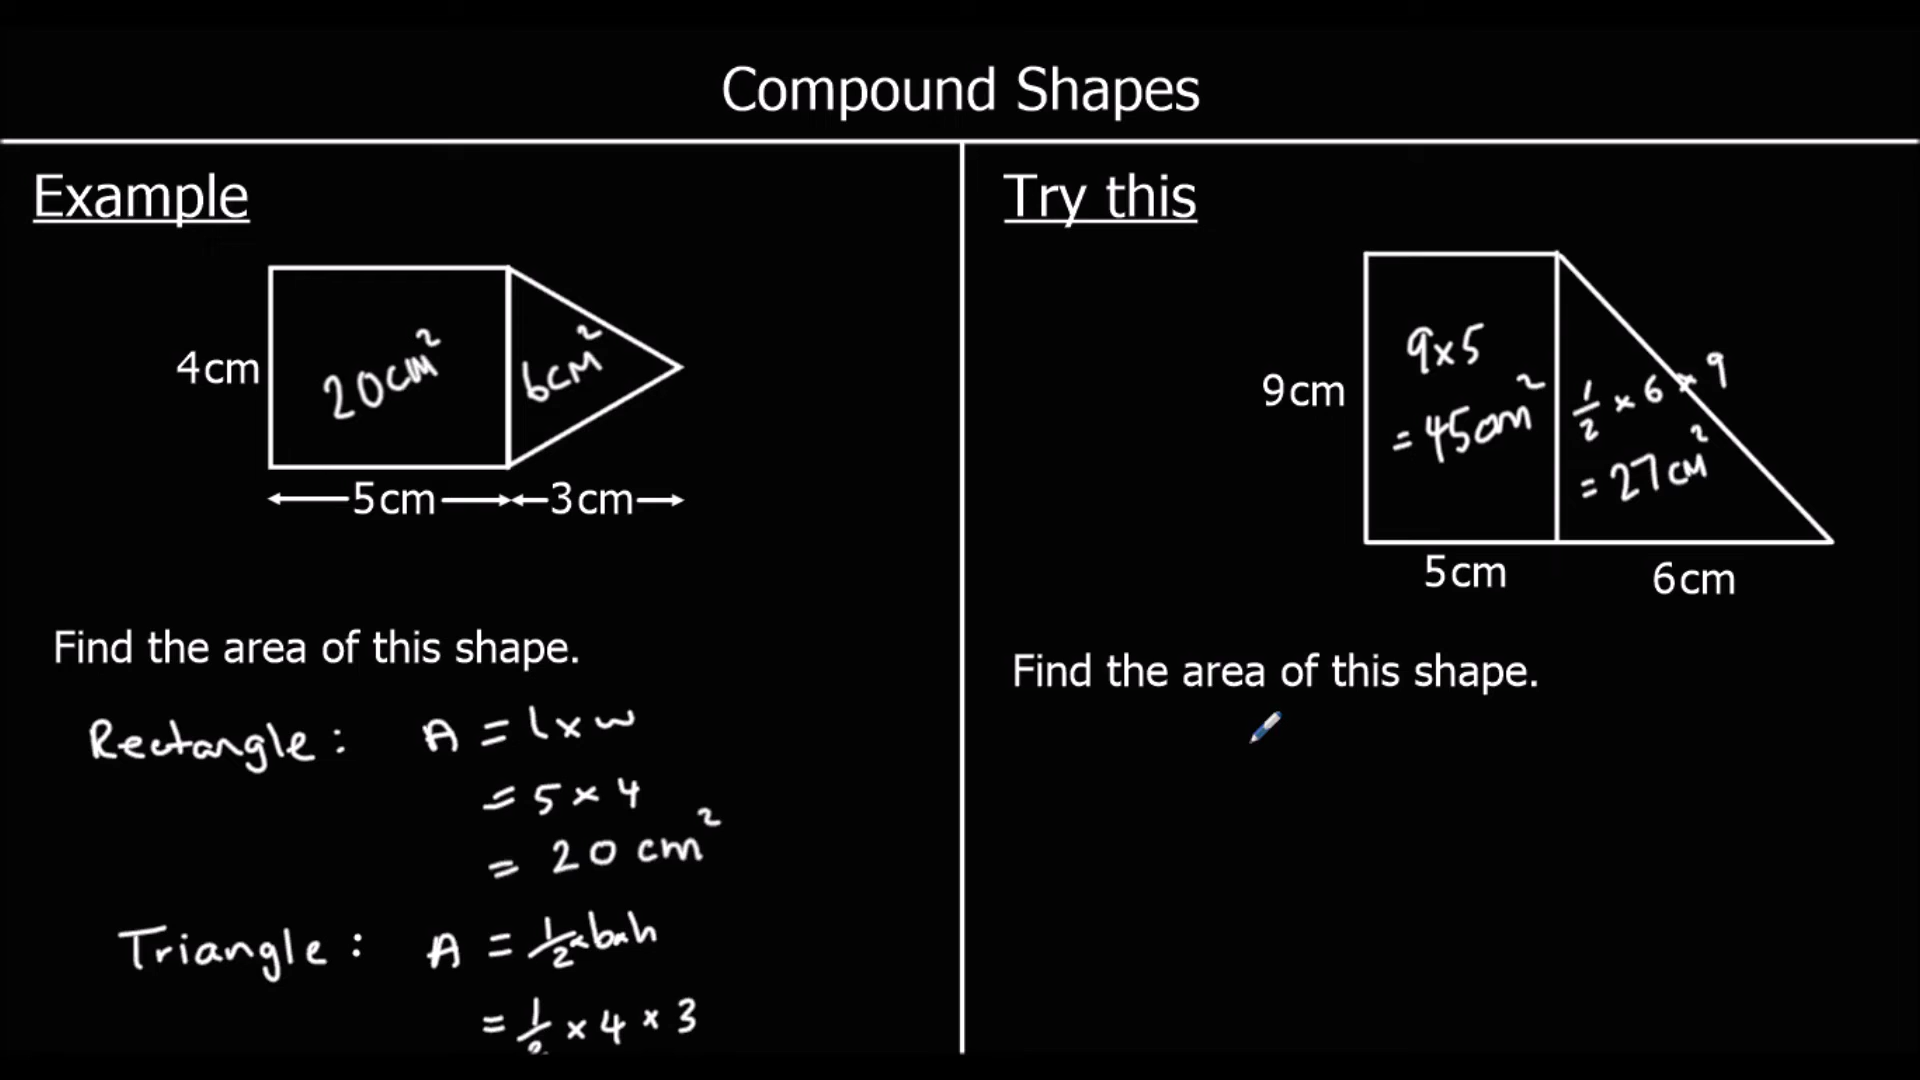 Compound Shapes
Example
4cm
20cm²
6cm²
5cm
3cm
Find the area of this shape.
Rectangle: A = l x w
= 5 x 4
= 20 cm²
Triangle: A = 1/2 x b x h
= 1/2 x 4 x 3
Try this
9cm
9x5
= 45cm²
1/2 x 6 x 9
= 27cm²
5cm
6cm
Find the area of this shape.